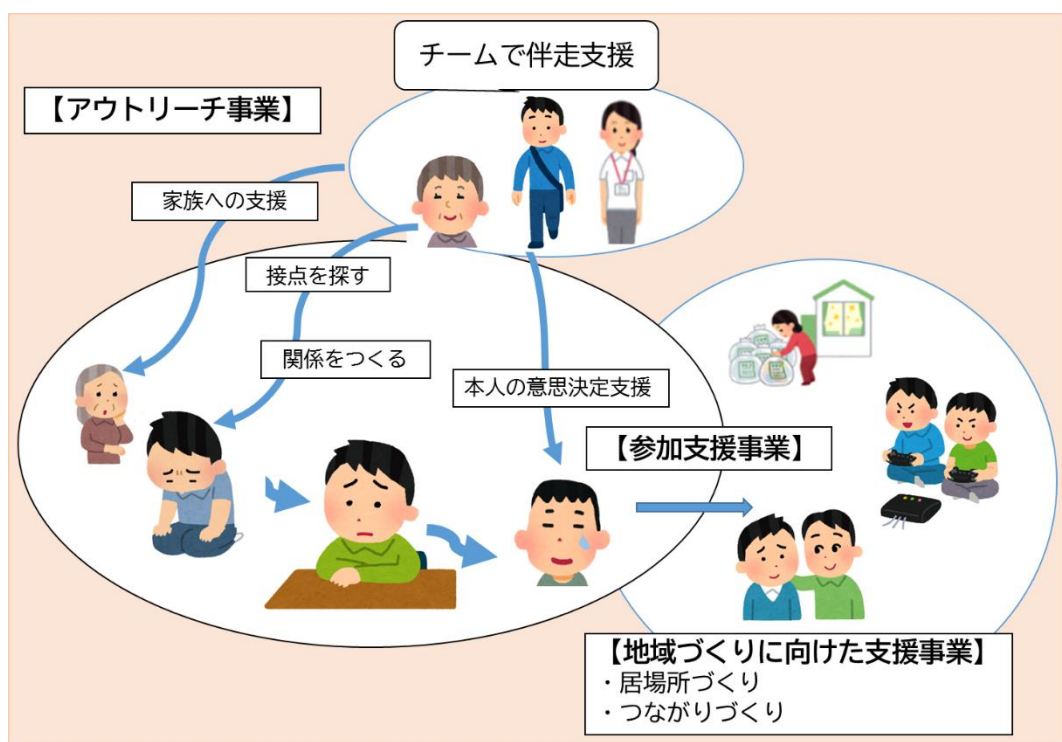 チームで伴走支援
【アウトリーチ事業】
家族への支援
接点を探す
関係をつくる
本人の意思決定支援
【参加支援事業】
【地域づくりに向けた支援事業】
・居場所づくり
・つながりづくり